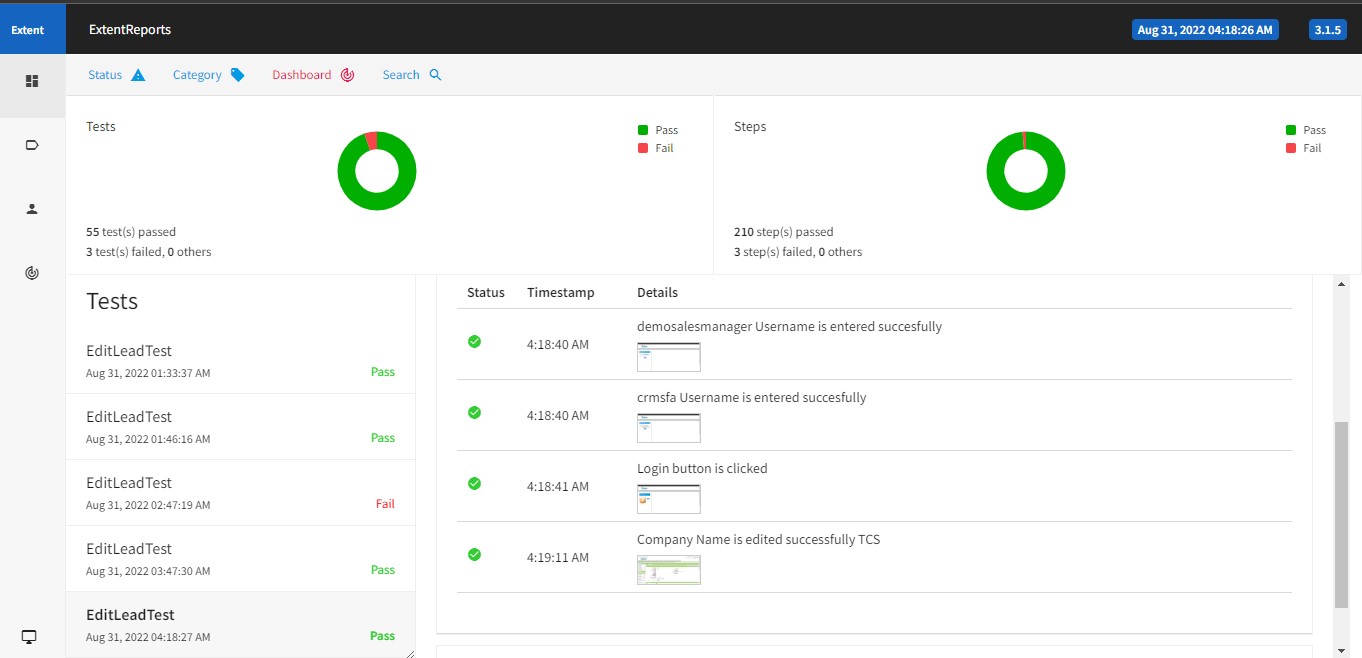 Extent
ExtentReports
Aug 31, 2022 04:18:26 AM
3.1.5
Status
Category
Dashboard
Search
Tests
Pass
Fail
55 test(s) passed
3 test(s) failed, 0 others
Steps
Pass
Fail
210 step(s) passed
3 step(s) failed, 0 others
Tests
EditLeadTest
Aug 31, 2022 01:33:37 AM
Pass
EditLeadTest
Aug 31, 2022 01:46:16 AM
Pass
EditLeadTest
Aug 31, 2022 02:47:19 AM
Fail
EditLeadTest
Aug 31, 2022 03:47:30 AM
Pass
EditLeadTest
Aug 31, 2022 04:18:27 AM
Pass
Status Timestamp Details
4:18:40 AM demosalesmanager Username is entered succesfully
4:18:40 AM crmsfa Username is entered succesfully
4:18:41 AM Login button is clicked
4:19:11 AM Company Name is edited successfully TCS